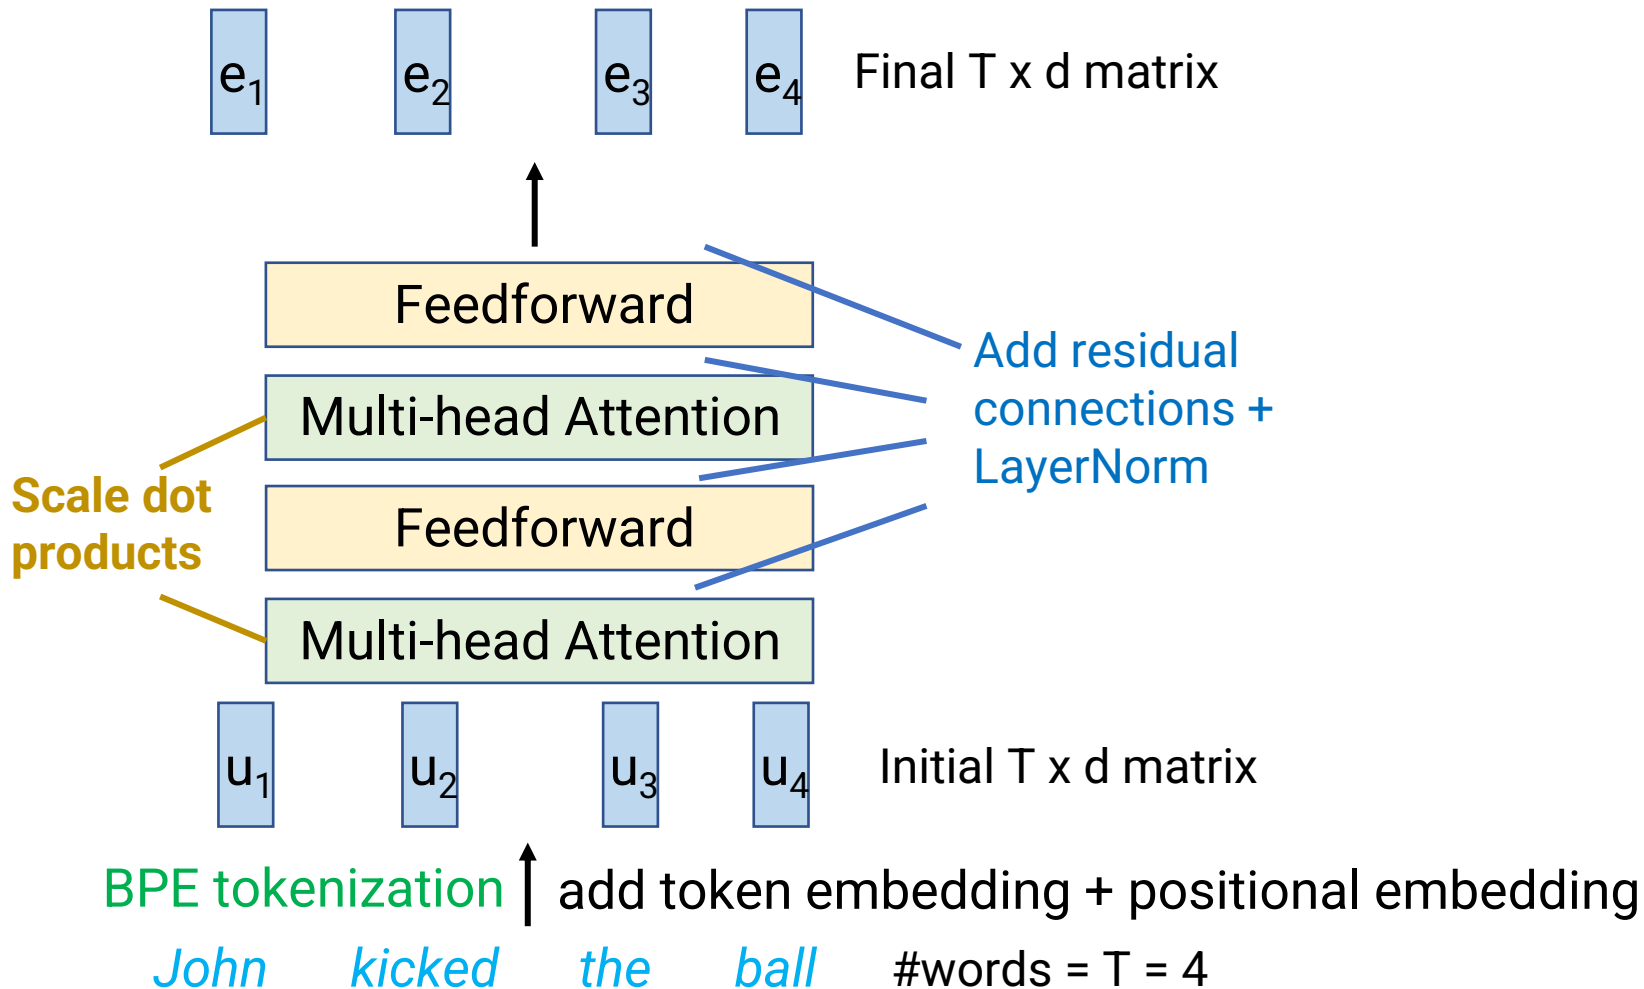 e1 e2 e3 e4 Final T x d matrix
Feedforward
Multi-head Attention
Feedforward
Multi-head Attention
Add residual
connections +
LayerNorm
Scale dot
products
u1 u2 u3 u4 Initial T x d matrix
BPE tokenization add token embedding + positional embedding
John kicked the ball #words = T = 4